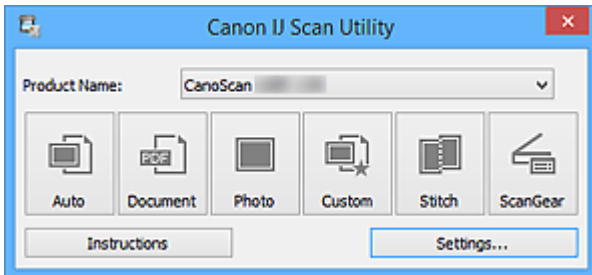 Canon IJ Scan Utility
Product Name: CanoScan
PDF
Auto Document Photo Custom Stitch ScanGear
Instructions Settings...